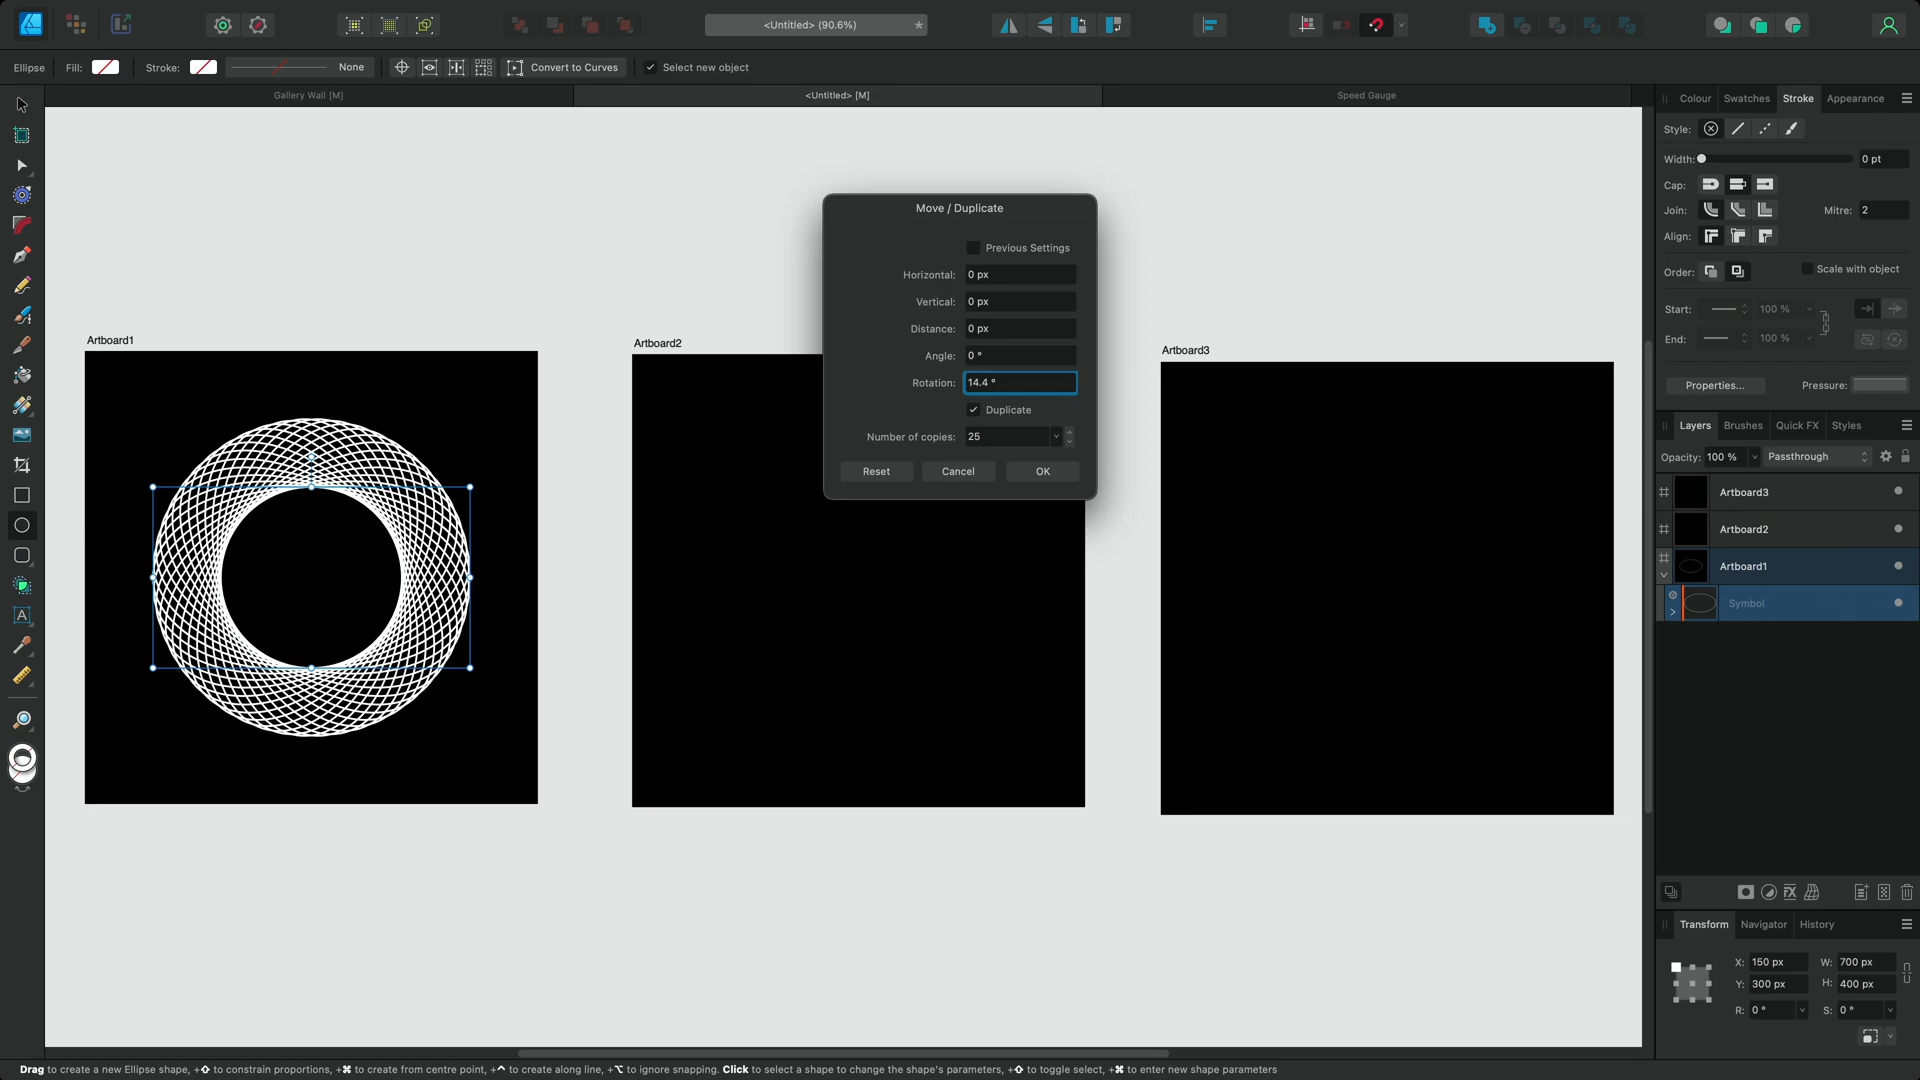 <Untitled> (90.6%)
*
Ellipse
Fill:
Stroke:
None
Convert to Curves
Select new object
Gallery Wall [M]
<Untitled> [M]
Speed Gauge
Artboard1
Artboard2
Artboard3
Move / Duplicate
Previous Settings
Horizontal: 0 px
Vertical: 0 px
Distance: 0 px
Angle: 0 °
Rotation: 14.4 °
Duplicate
Number of copies: 25
Reset
Cancel
OK
Colour
Swatches
Stroke
Appearance
Style:
Width:
0 pt
Cap:
Join:
Mitre: 2
Align:
Order:
Scale with object
Start:
100 %
End:
100 %
Properties...
Pressure:
Layers
Brushes
Quick FX
Styles
Opacity: 100 %
Passthrough
Artboard3
Artboard2
Artboard1
Symbol
Transform
Navigator
History
X: 150 px
W: 700 px
Y: 300 px
H: 400 px
R: 0 °
S: 0 °
Drag to create a new Ellipse shape, +⇧ to constrain proportions, +⌘ to create from centre point, +⌃ to create along line, +⌥ to ignore snapping. Click to select a shape to change the shape's parameters, +⇧ to toggle select, +⌘ to enter new shape parameters